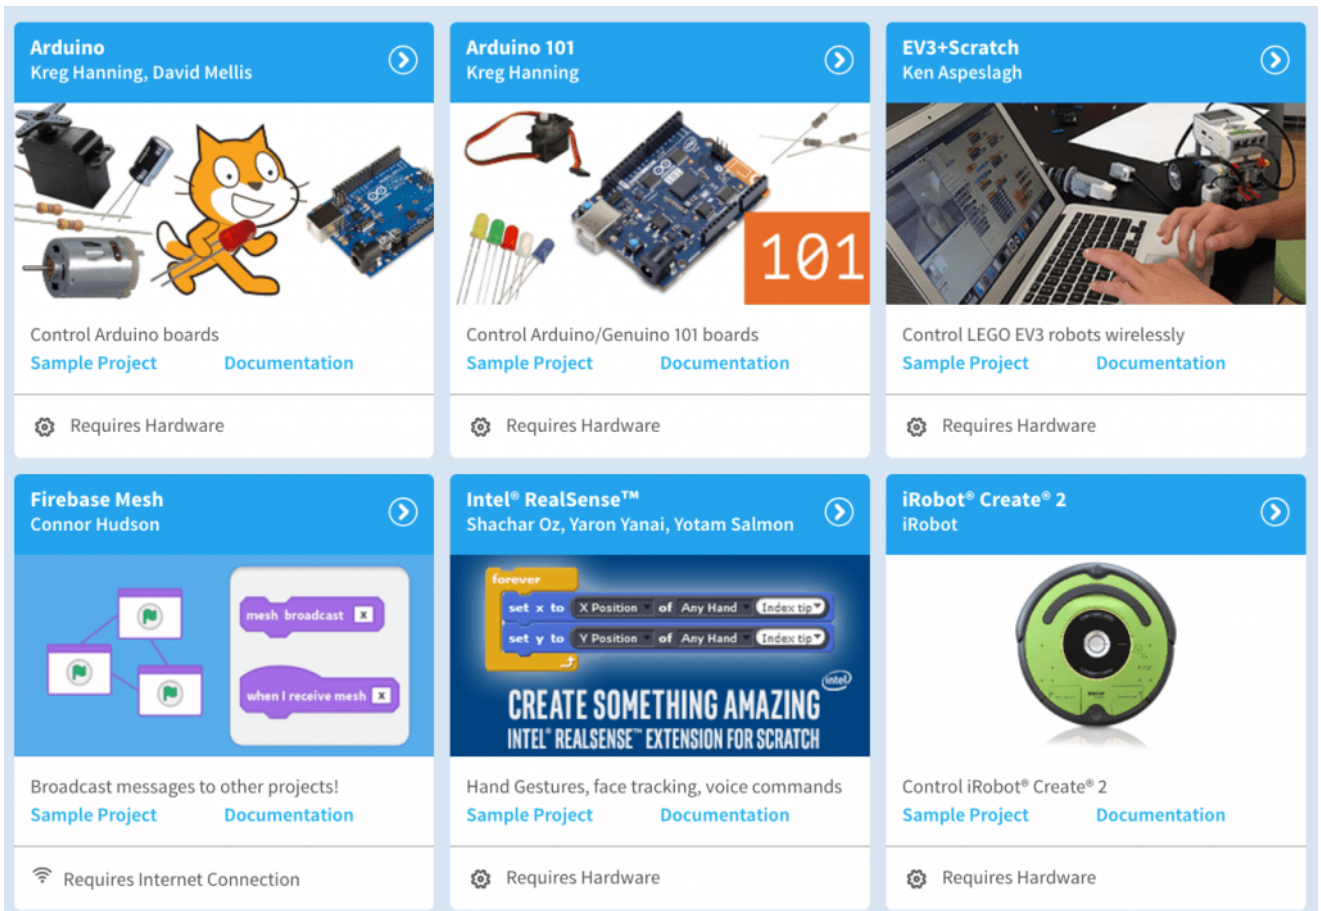 Arduino
Kreg Hanning, David Mellis
Control Arduino boards
Sample Project Documentation
Requires Hardware
Arduino 101
Kreg Hanning
101
Control Arduino/Genuino 101 boards
Sample Project Documentation
Requires Hardware
EV3+Scratch
Ken Aspeslagh
Control LEGO EV3 robots wirelessly
Sample Project Documentation
Requires Hardware
Firebase Mesh
Connor Hudson
mesh broadcast x
when I receive mesh x
Broadcast messages to other projects!
Sample Project Documentation
Requires Internet Connection
Intel® RealSense™
Shachar Oz, Yaron Yanai, Yotam Salmon
forever
set x to X Position of Any Hand Index tip
set y to Y Position of Any Hand Index tip
intel
CREATE SOMETHING AMAZING
INTEL® REALSENSE™ EXTENSION FOR SCRATCH
Hand Gestures, face tracking, voice commands
Sample Project Documentation
Requires Hardware
iRobot® Create® 2
iRobot
Control iRobot® Create® 2
Sample Project Documentation
Requires Hardware